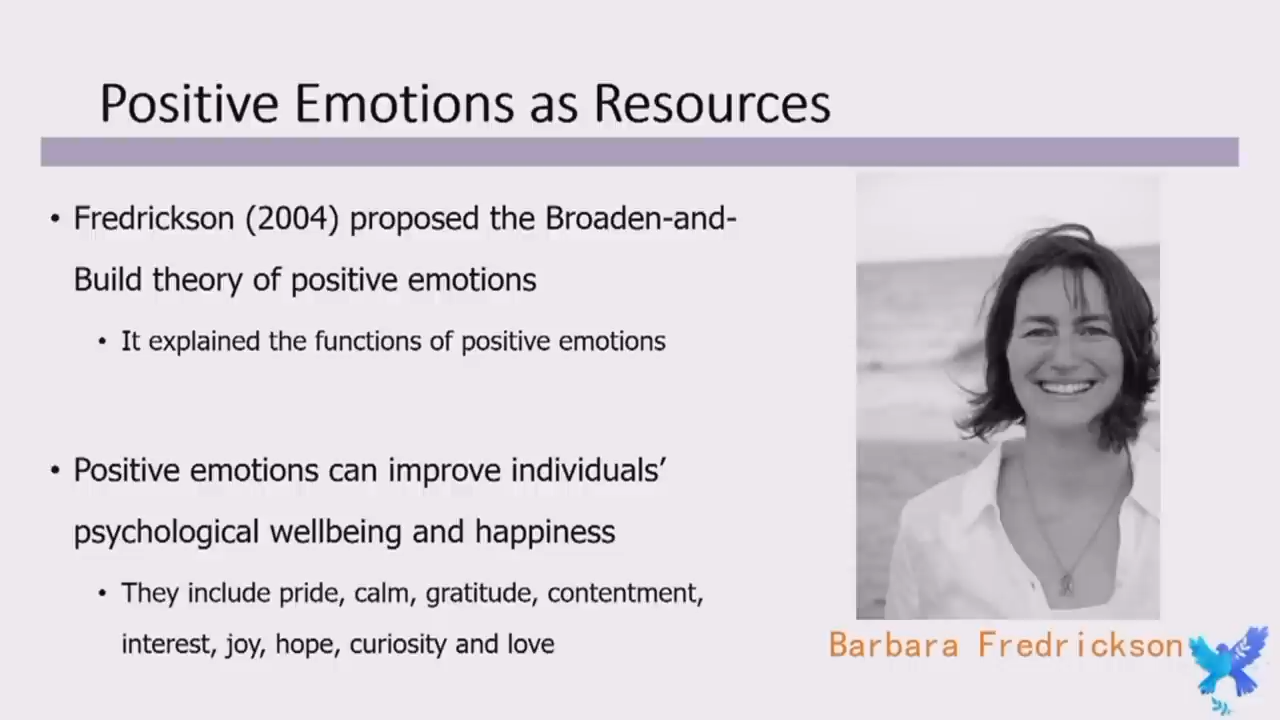 Positive Emotions as Resources
• Fredrickson (2004) proposed the Broaden-and-
Build theory of positive emotions
• It explained the functions of positive emotions
• Positive emotions can improve individuals’
psychological wellbeing and happiness
• They include pride, calm, gratitude, contentment,
interest, joy, hope, curiosity and love
Barbara Fredrickson